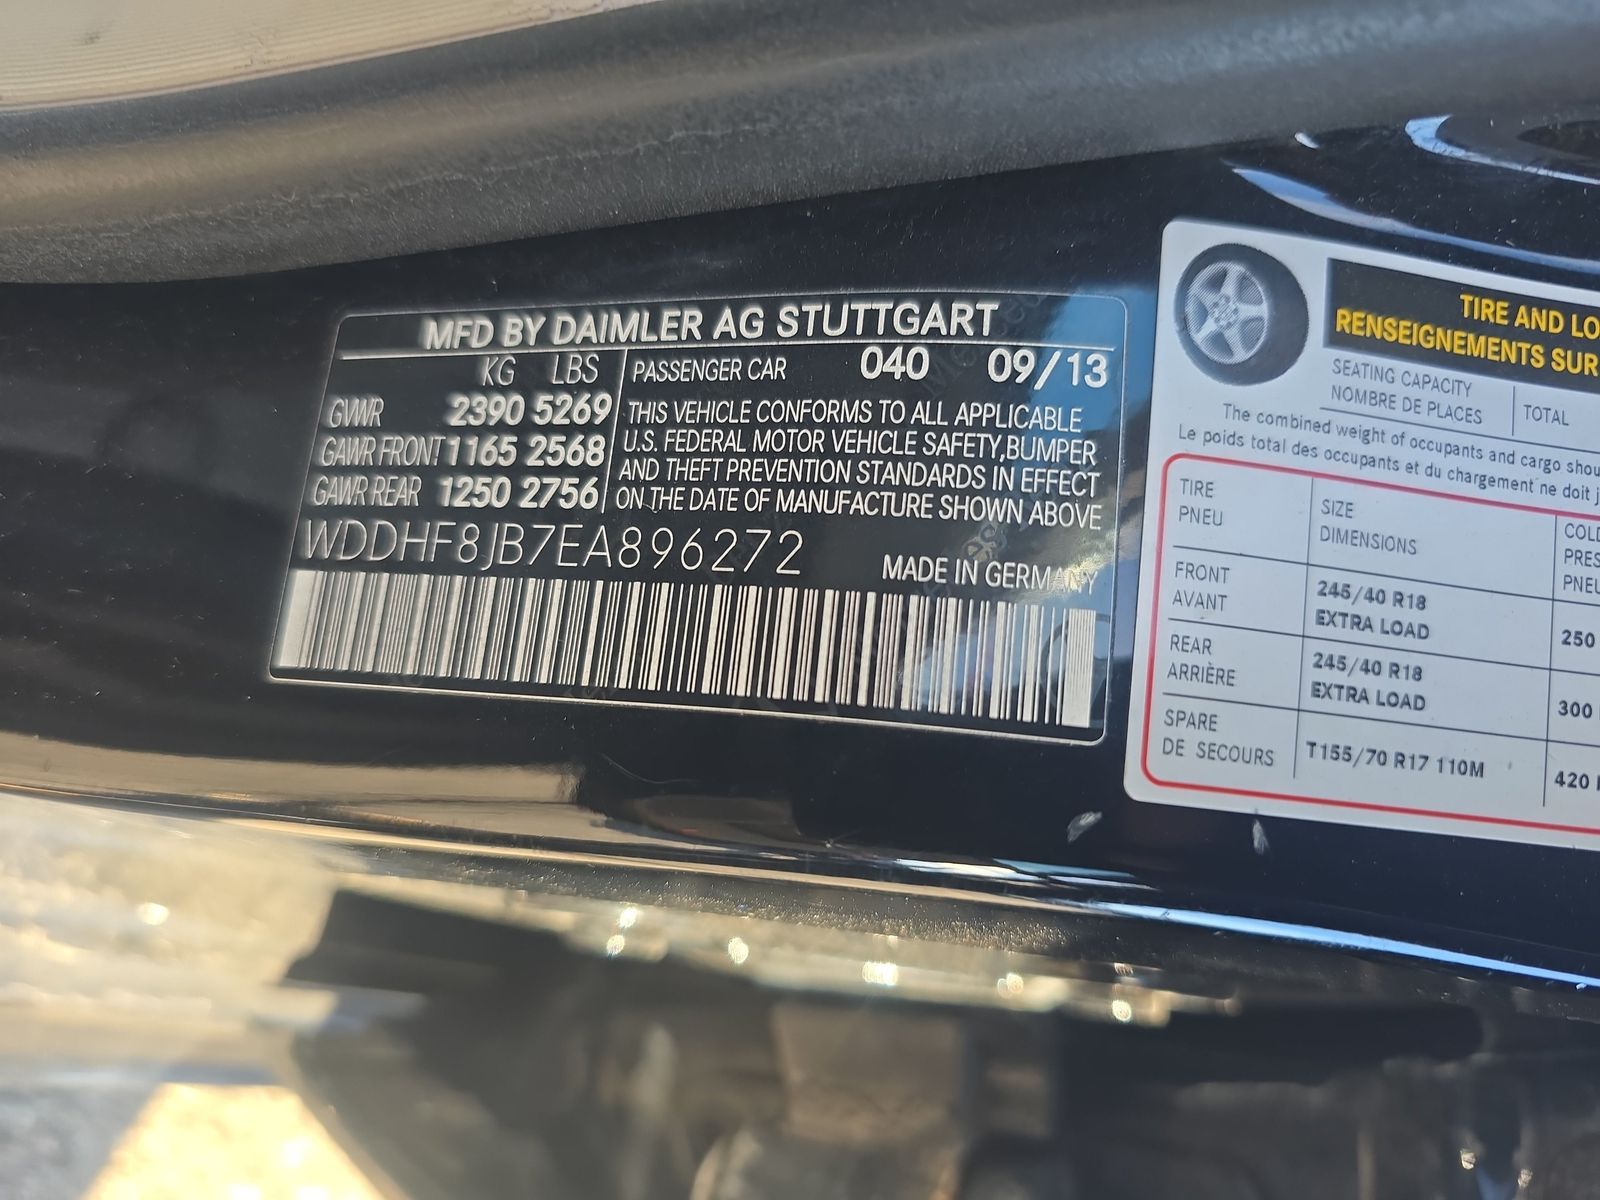 MFD BY DAIMLER AG STUTTGART
KG LBS
GVWR 2390 5269
GAWR FRONT 1165 2568
GAWR REAR 1250 2756
PASSENGER CAR 040 09/13
THIS VEHICLE CONFORMS TO ALL APPLICABLE
U.S. FEDERAL MOTOR VEHICLE SAFETY, BUMPER
AND THEFT PREVENTION STANDARDS IN EFFECT
ON THE DATE OF MANUFACTURE SHOWN ABOVE
WDDHF8JB7EA896272
MADE IN GERMANY
TIRE AND LO
RENSEIGNEMENTS SUR
SEATING CAPACITY
NOMBRE DE PLACES
TOTAL
The combined weight of occupants and cargo shou
Le poids total des occupants et du chargement ne doit j
TIRE
PNEU
SIZE
DIMENSIONS
COLD
PRES
PNEU
FRONT
AVANT
245/40 R18
EXTRA LOAD
250
REAR
ARRIÈRE
245/40 R18
EXTRA LOAD
300
SPARE
DE SECOURS
T155/70 R17 110M
420